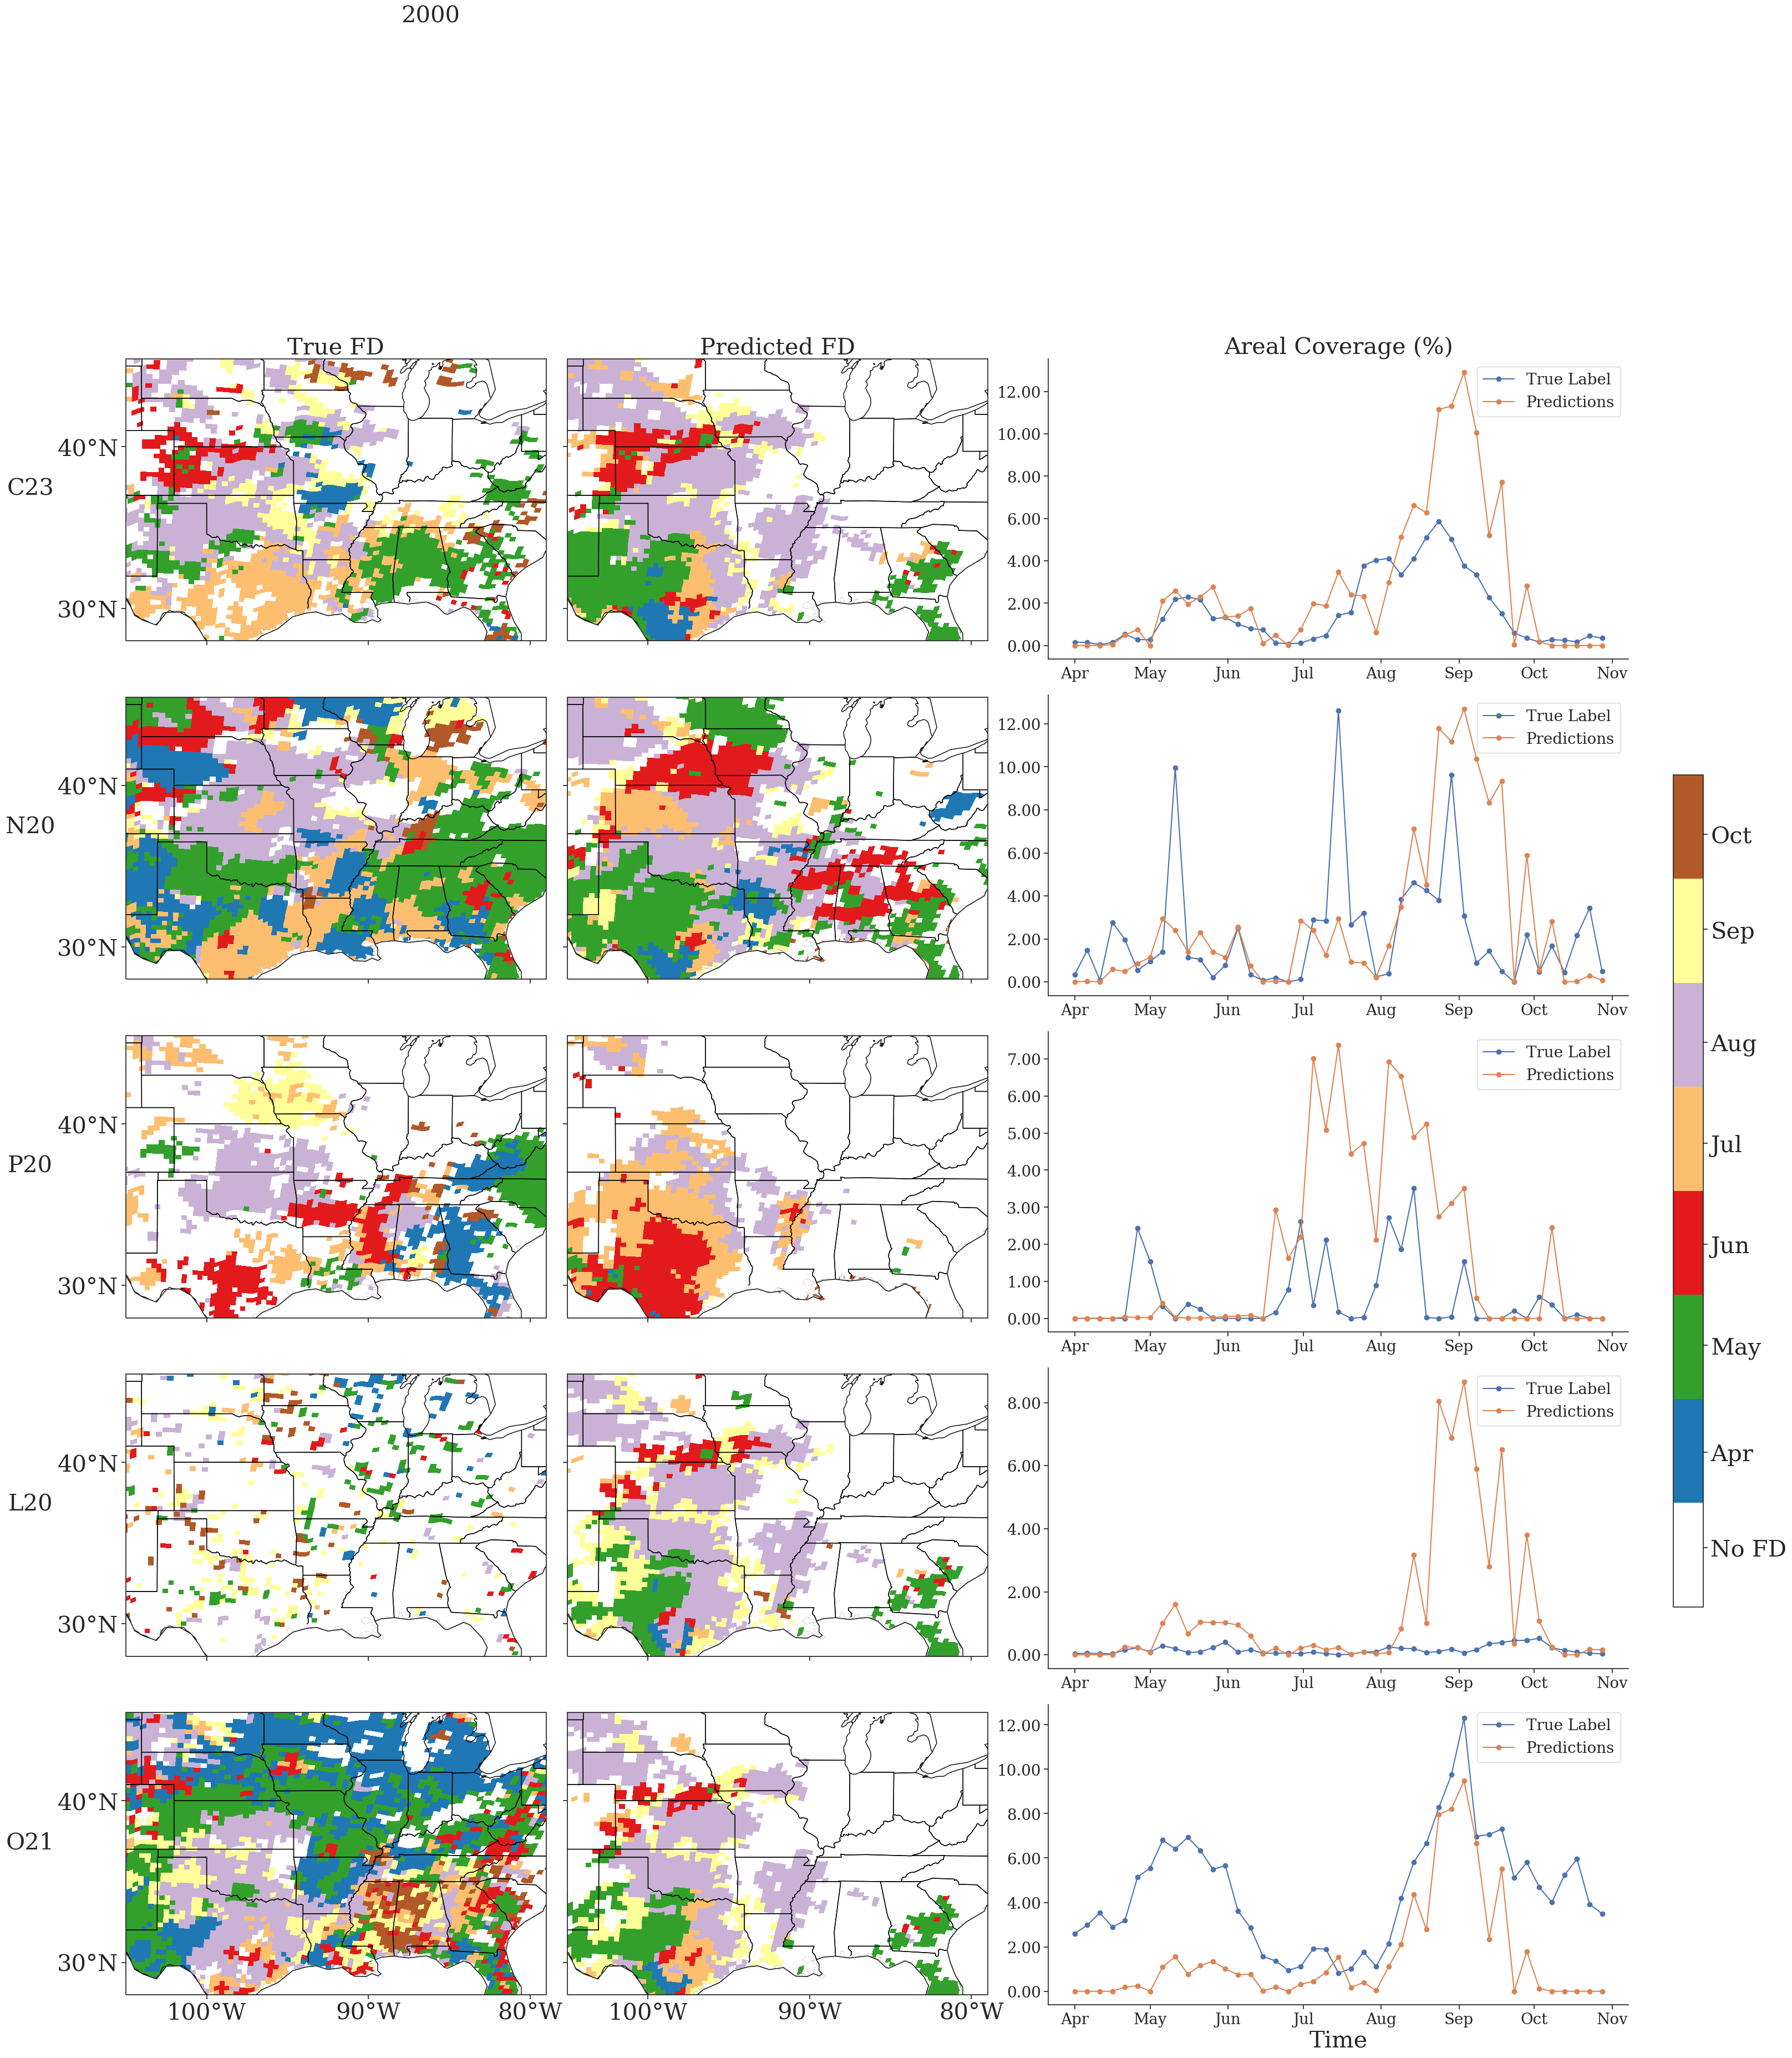 2000
True FD
Predicted FD
Areal Coverage (%)
C23
40°N
30°N
12.00
10.00
8.00
6.00
4.00
2.00
0.00
True Label
Predictions
Apr May Jun Jul Aug Sep Oct Nov
N20
40°N
30°N
12.00
10.00
8.00
6.00
4.00
2.00
0.00
True Label
Predictions
Apr May Jun Jul Aug Sep Oct Nov
P20
40°N
30°N
7.00
6.00
5.00
4.00
3.00
2.00
1.00
0.00
True Label
Predictions
Apr May Jun Jul Aug Sep Oct Nov
L20
40°N
30°N
8.00
6.00
4.00
2.00
0.00
True Label
Predictions
Apr May Jun Jul Aug Sep Oct Nov
O21
40°N
30°N
100°W 90°W 80°W
100°W 90°W 80°W
12.00
10.00
8.00
6.00
4.00
2.00
0.00
True Label
Predictions
Apr May Jun Jul Aug Sep Oct Nov
Time
Oct
Sep
Aug
Jul
Jun
May
Apr
No FD